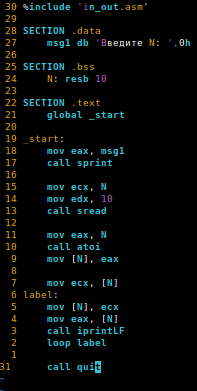 30 %include 'in_out.asm'
29
28 SECTION .data
27 msg1 db 'Введите N: ',0h
26
25 SECTION .bss
24 N: resb 10
23
22 SECTION .text
21 global _start
20
19 _start:
18 mov eax, msg1
17 call sprint
16
15 mov ecx, N
14 mov edx, 10
13 call sread
12
11 mov eax, N
10 call atoi
9 mov [N], eax
8
7 mov ecx, [N]
6 label:
5 mov [N], ecx
4 mov eax, [N]
3 call iprintLF
2 loop label
1
31 call quit
~